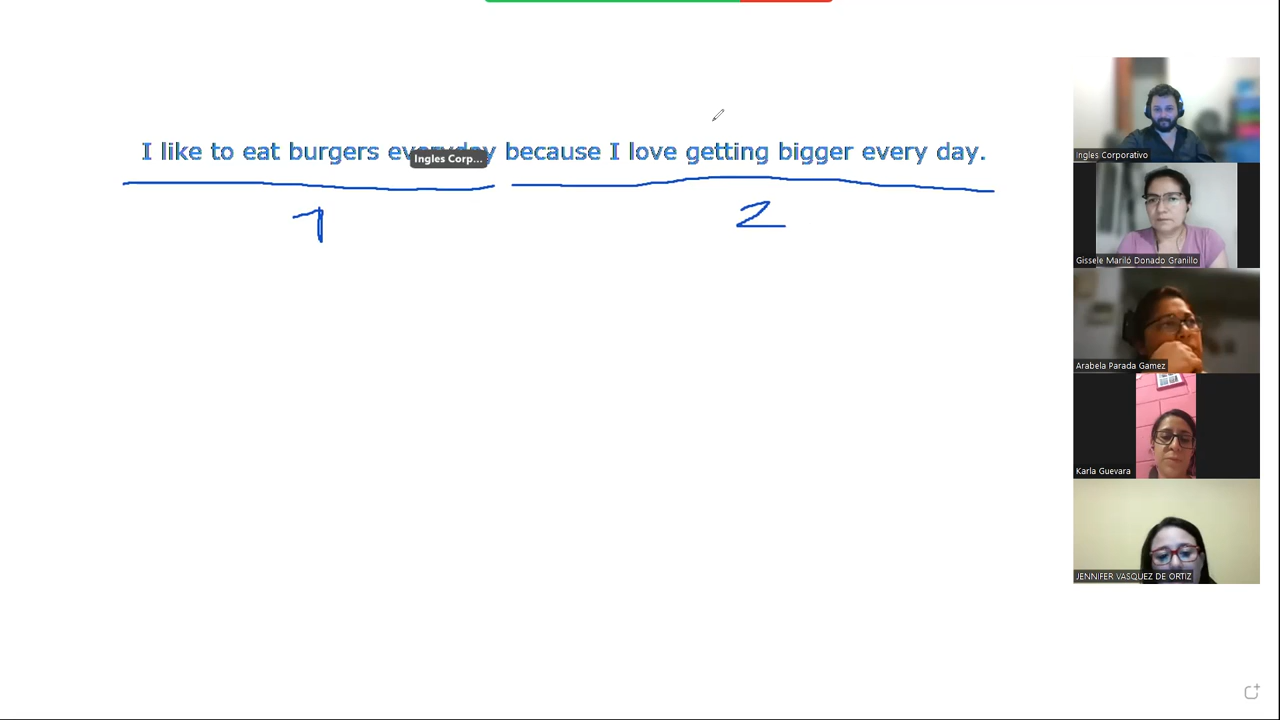 I like to eat burgers everyday because I love getting bigger every day.
Ingles Corp...
1
2
Ingles Corporativo
Gissele Mariló Donado Granillo
Arabela Parada Gamez
Karla Guevara
JENNIFER VASQUEZ DE ORTIZ